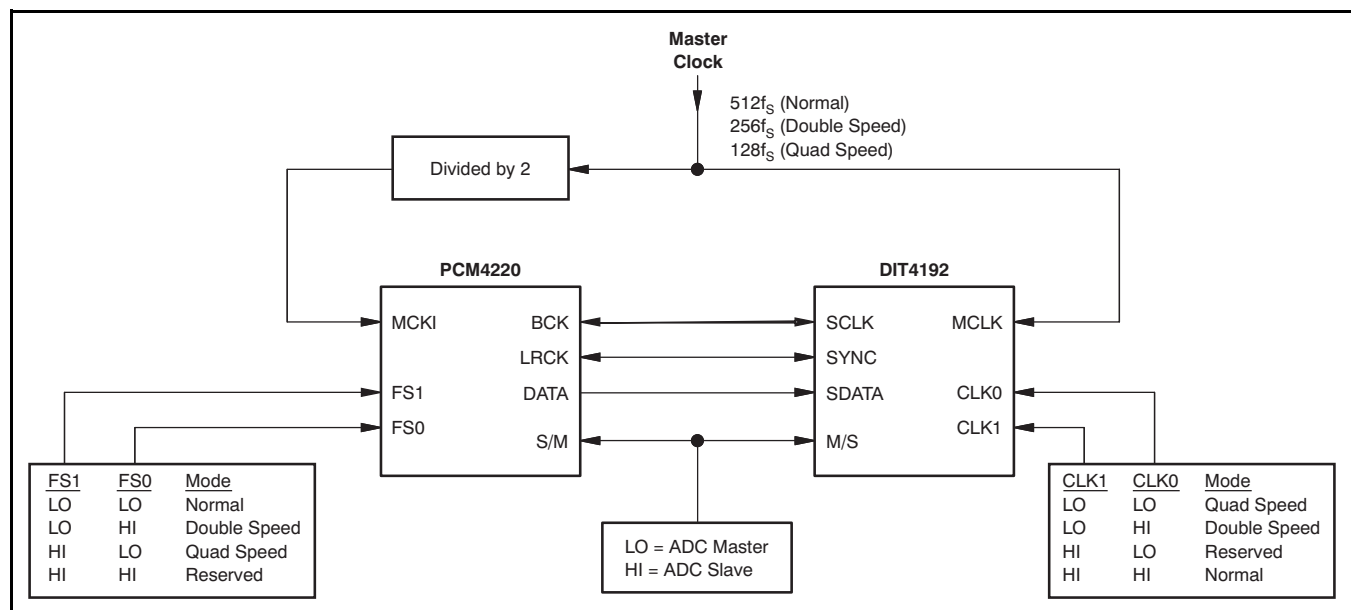 Master
Clock
512fS (Normal)
256fS (Double Speed)
128fS (Quad Speed)
Divided by 2
PCM4220
DIT4192
MCKI
BCK
SCLK
MCLK
LRCK
SYNC
FS1
DATA
SDATA
CLK0
FS0
S/M
M/S
CLK1
FS1 FS0 Mode
LO LO Normal
LO HI Double Speed
HI LO Quad Speed
HI HI Reserved
LO = ADC Master
HI = ADC Slave
CLK1 CLK0 Mode
LO LO Quad Speed
LO HI Double Speed
HI LO Reserved
HI HI Normal